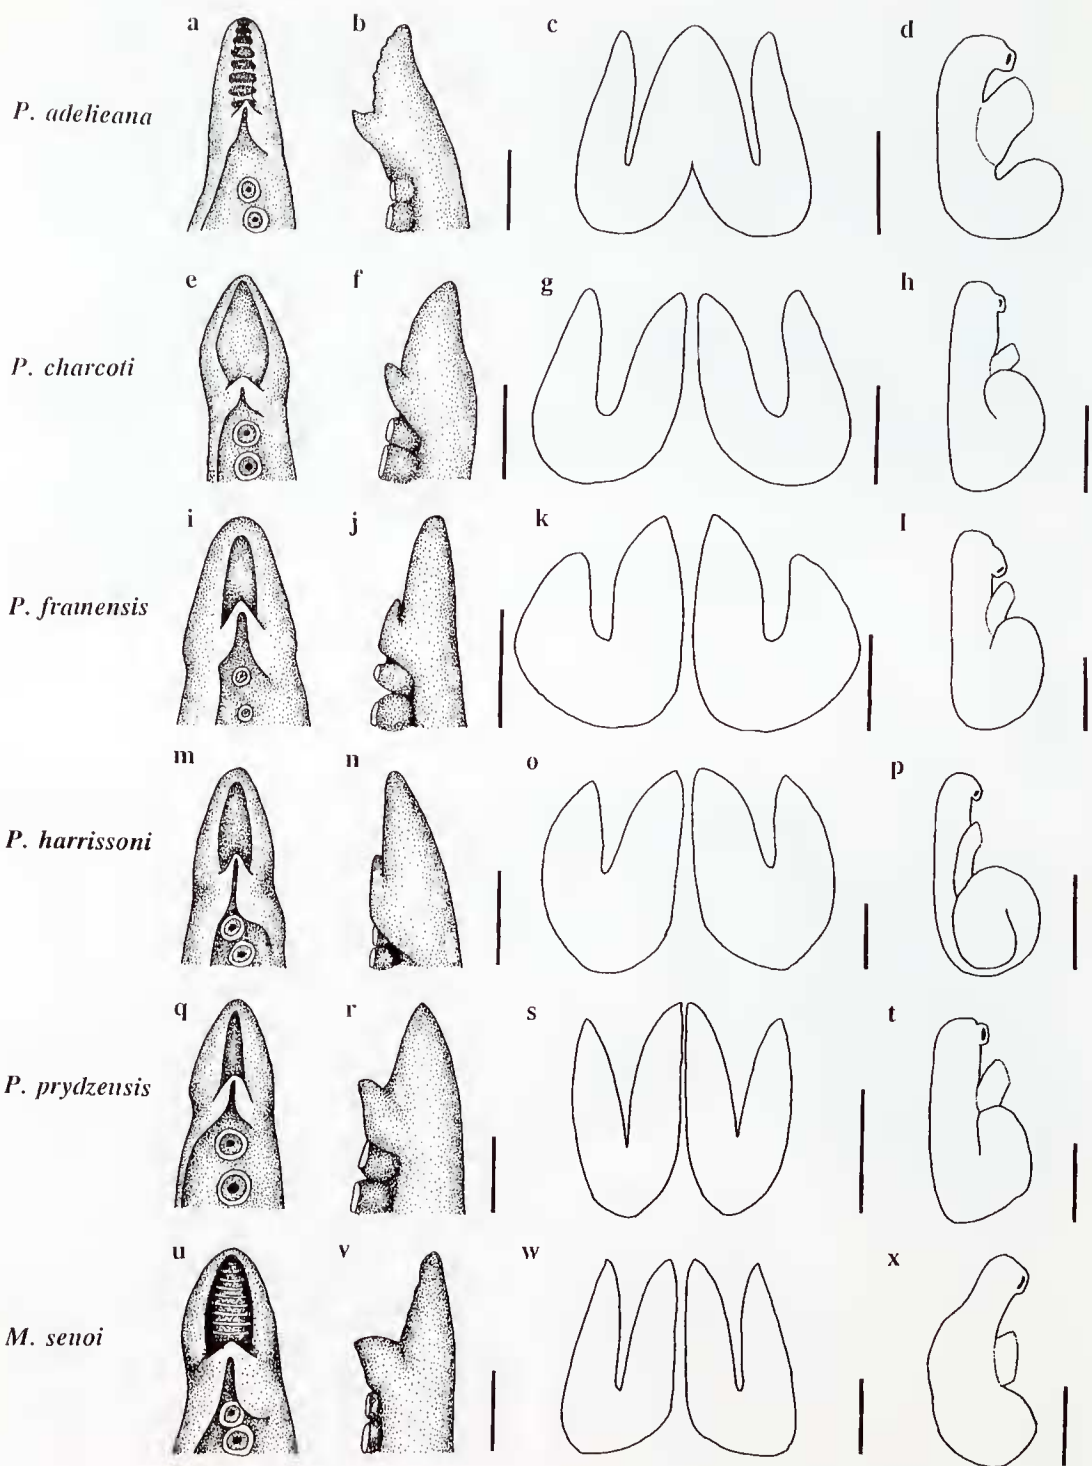 a b c d
P. adelieana
e f g h
P. charcoti
i j k l
P. framensis
m n o p
P. harrissoni
q r s t
P. prydzensis
u v w x
M. senoi